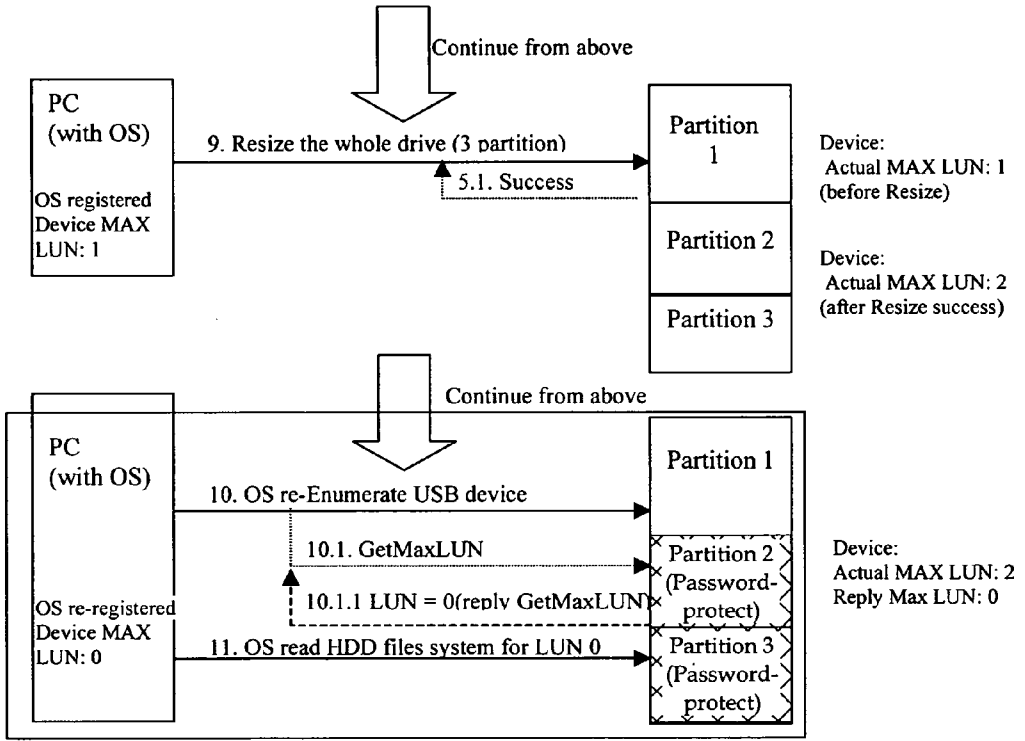 Continue from above
PC
(with OS)
9. Resize the whole drive (3 partition)
5.1. Success
OS registered
Device MAX
LUN: 1
Partition
1
Partition 2
Partition 3
Device:
Actual MAX LUN: 1
(before Resize)
Device:
Actual MAX LUN: 2
(after Resize success)
Continue from above
PC
(with OS)
10. OS re-Enumerate USB device
10.1. GetMaxLUN
10.1.1 LUN = 0(reply GetMaxLUN)
OS re-registered
Device MAX
LUN: 0
11. OS read HDD files system for LUN 0
Partition 1
Partition 2
(Password-
protect)
Partition 3
(Password-
protect)
Device:
Actual MAX LUN: 2
Reply Max LUN: 0